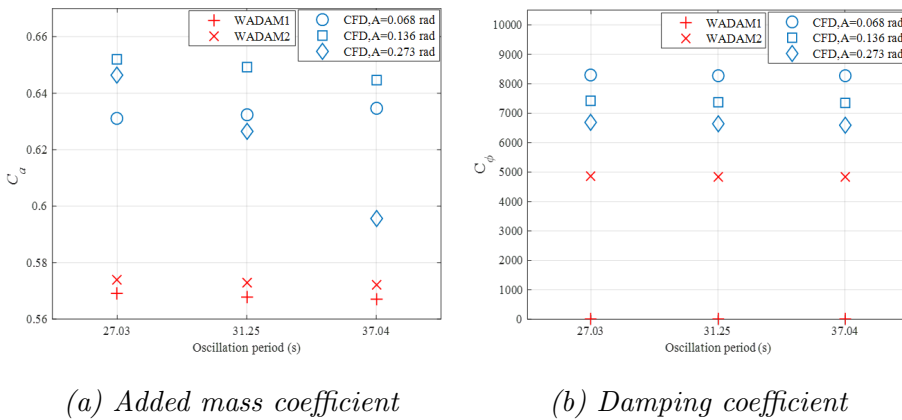 WADAM1
WADAM2
CFD,A=0.068 rad
CFD,A=0.136 rad
CFD,A=0.273 rad
0.66
0.64
0.62
0.6
0.58
0.56
C_a
27.03 31.25 37.04
Oscillation period (s)
(a) Added mass coefficient
WADAM1
WADAM2
CFD,A=0.068 rad
CFD,A=0.136 rad
CFD,A=0.273 rad
10000
9000
8000
7000
6000
5000
4000
3000
2000
1000
0
C_ϕ
27.03 31.25 37.04
Oscillation period (s)
(b) Damping coefficient